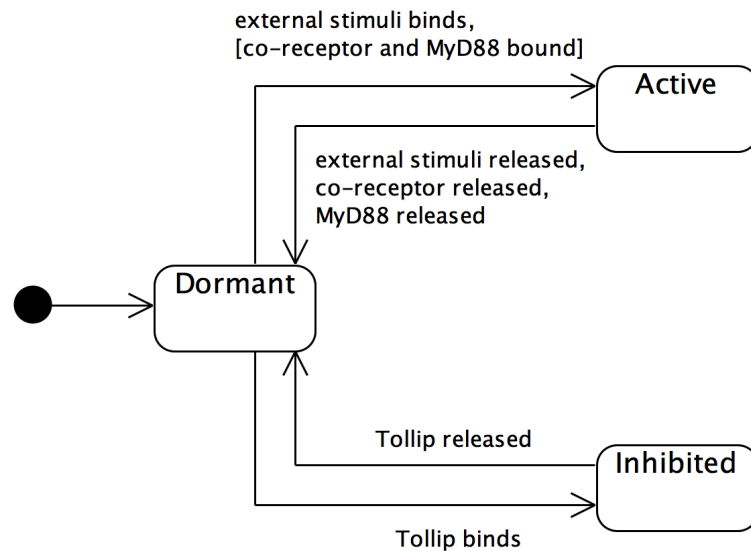 external stimuli binds,
[co-receptor and MyD88 bound]
Active
external stimuli released,
co-receptor released,
MyD88 released
Dormant
Tollip released
Inhibited
Tollip binds